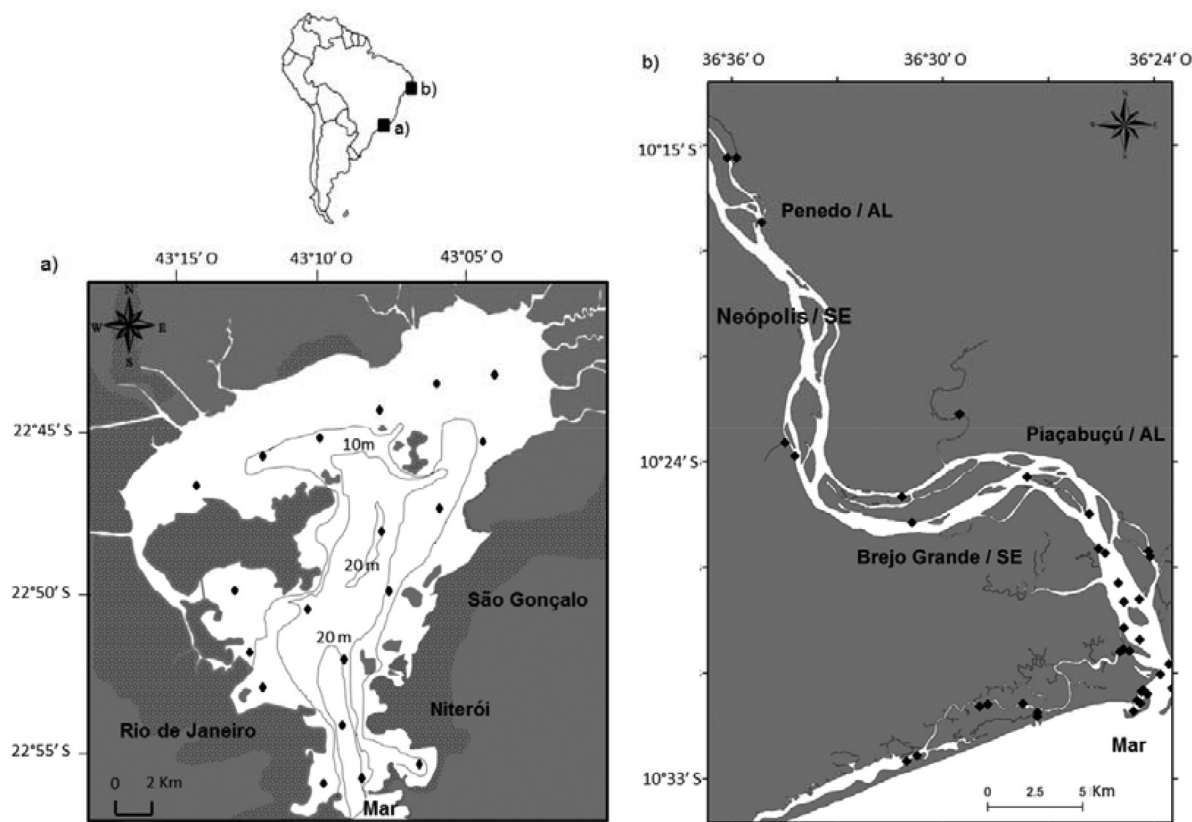 b)
a)
a)
43°15′ O
43°10′ O
43°05′ O
N
W
E
S
22°45′ S
10m
20 m
22°50′ S
São Gonçalo
20 m
Rio de Janeiro
Niterói
22°55′ S
0 2 Km
Mar
b)
36°36′ O
36°30′ O
36°24′ O
10°15′ S
Penedo / AL
Neópolis / SE
Piaçabuçú / AL
10°24′ S
Brejo Grande / SE
10°33′ S
Mar
0 2.5 5 Km